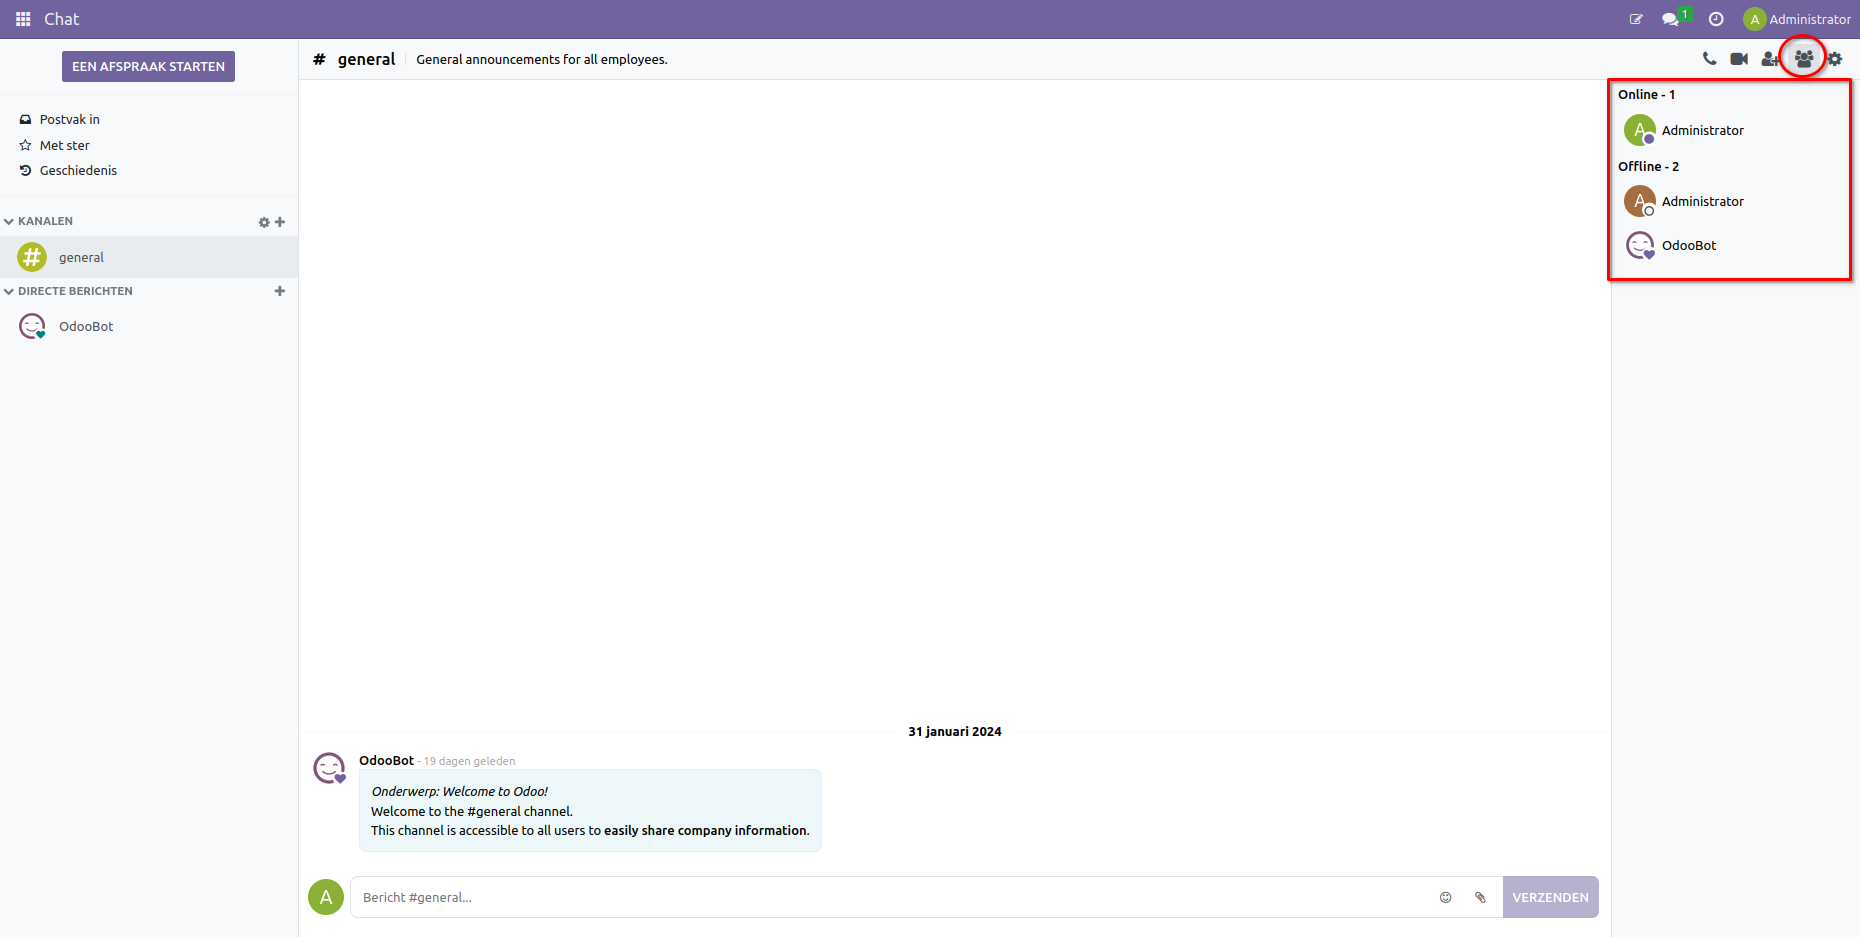 Chat
1
A Administrator
EEN AFSPRAAK STARTEN
# general General announcements for all employees.
Postvak in
Met ster
Geschiedenis
KANALEN
# general
DIRECTE BERICHTEN
OdooBot
Online - 1
A Administrator
Offline - 2
A Administrator
OdooBot
31 januari 2024
OdooBot - 19 dagen geleden
Onderwerp: Welcome to Odoo!
Welcome to the #general channel.
This channel is accessible to all users to easily share company information.
A Bericht #general... VERZENDEN